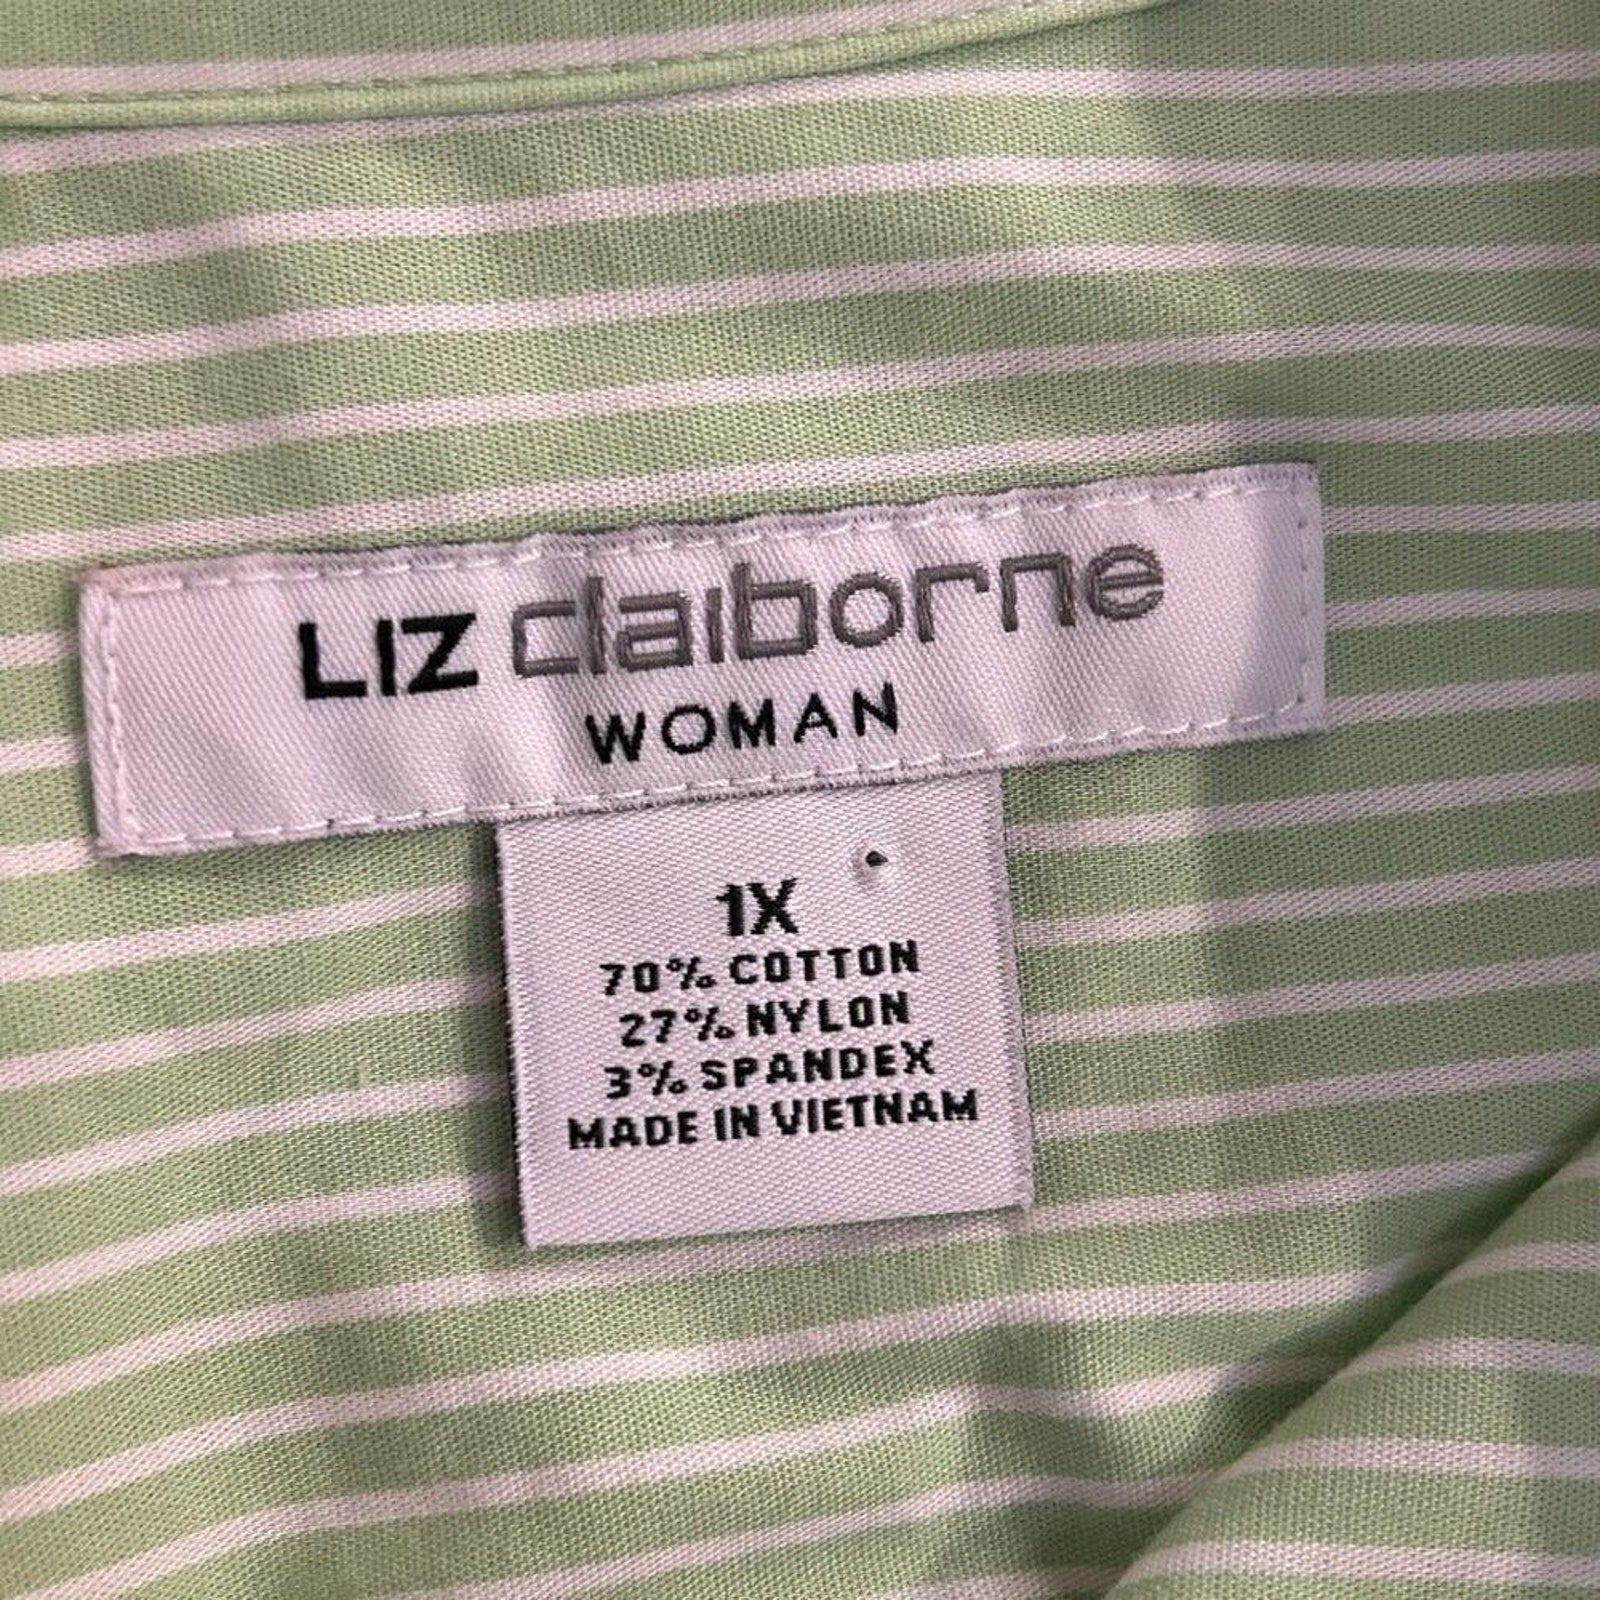 LIZ claiborne
WOMAN
1X
70% COTTON
27% NYLON
3% SPANDEX
MADE IN VIETNAM